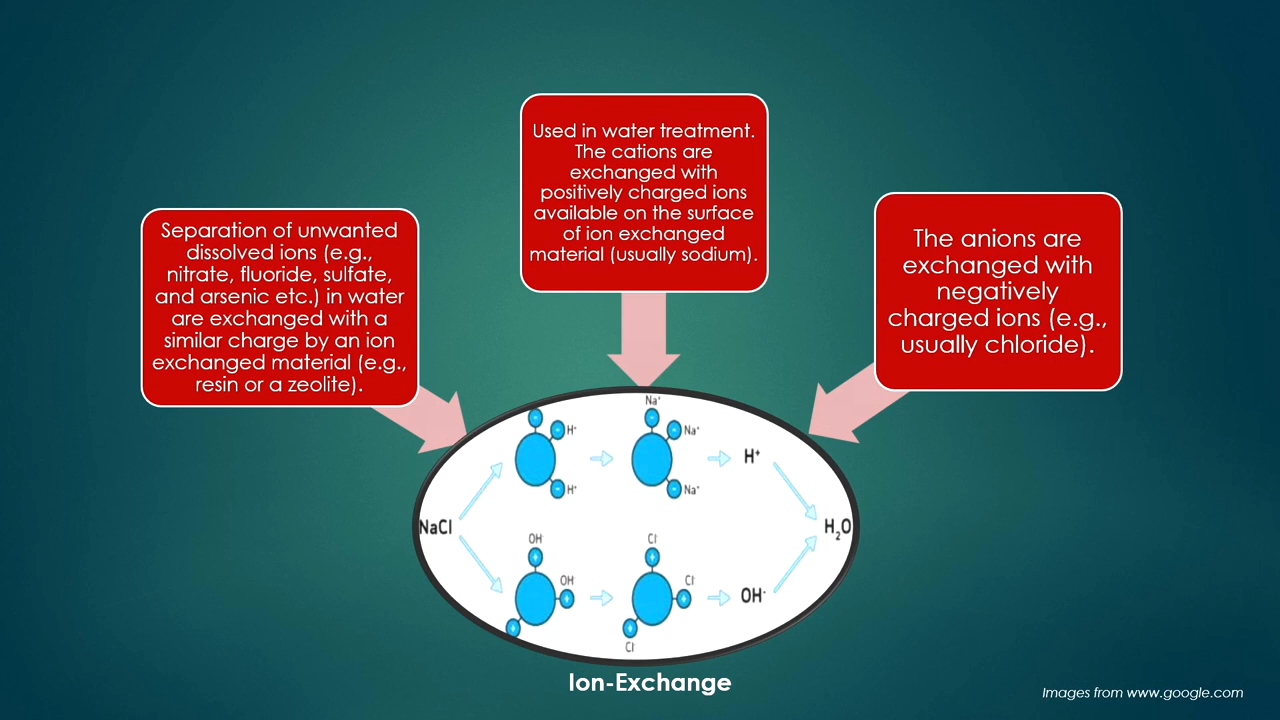 Separation of unwanted
dissolved ions (e.g.,
nitrate, fluoride, sulfate,
and arsenic etc.) in water
are exchanged with a
similar charge by an ion
exchanged material (e.g.,
resin or a zeolite).
Used in water treatment.
The cations are
exchanged with
positively charged ions
available on the surface
of ion exchanged
material (usually sodium).
The anions are
exchanged with
negatively
charged ions (e.g.,
usually chloride).
Na⁺
H⁺
Na⁺
H⁺
H⁺
Na⁺
NaCl
H₂O
OH⁻
Cl⁻
OH⁻
Cl⁻
OH⁻
Cl⁻
Ion-Exchange
Images from www.google.com